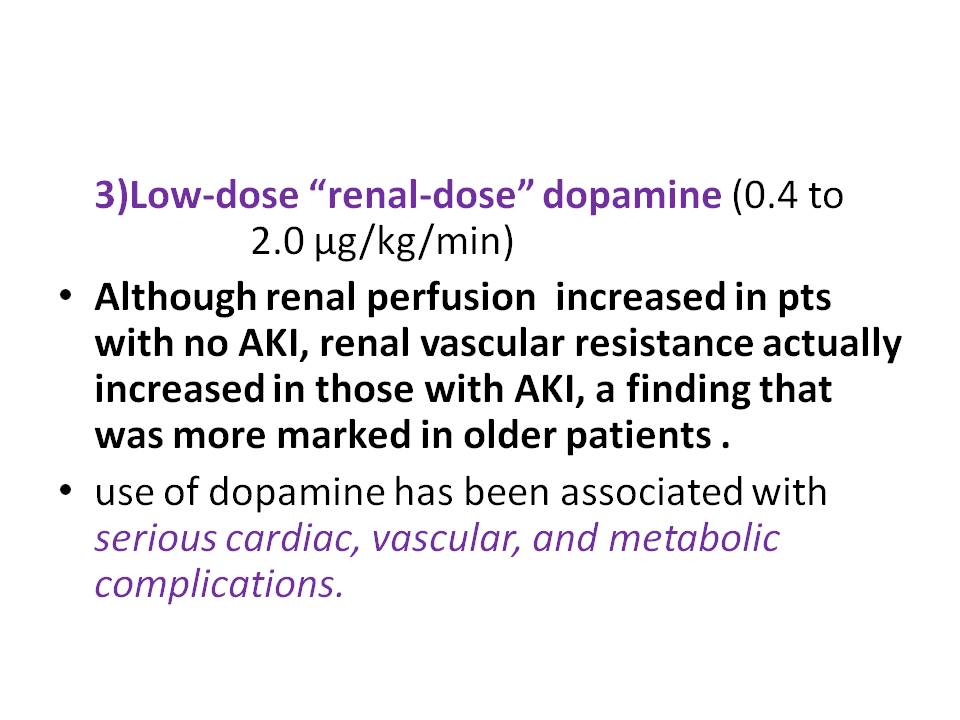 3)Low-dose “renal-dose” dopamine (0.4 to
2.0 µg/kg/min)
• Although renal perfusion  increased in pts
with no AKI, renal vascular resistance actually
increased in those with AKI, a finding that
was more marked in older patients .
• use of dopamine has been associated with
serious cardiac, vascular, and metabolic
complications.